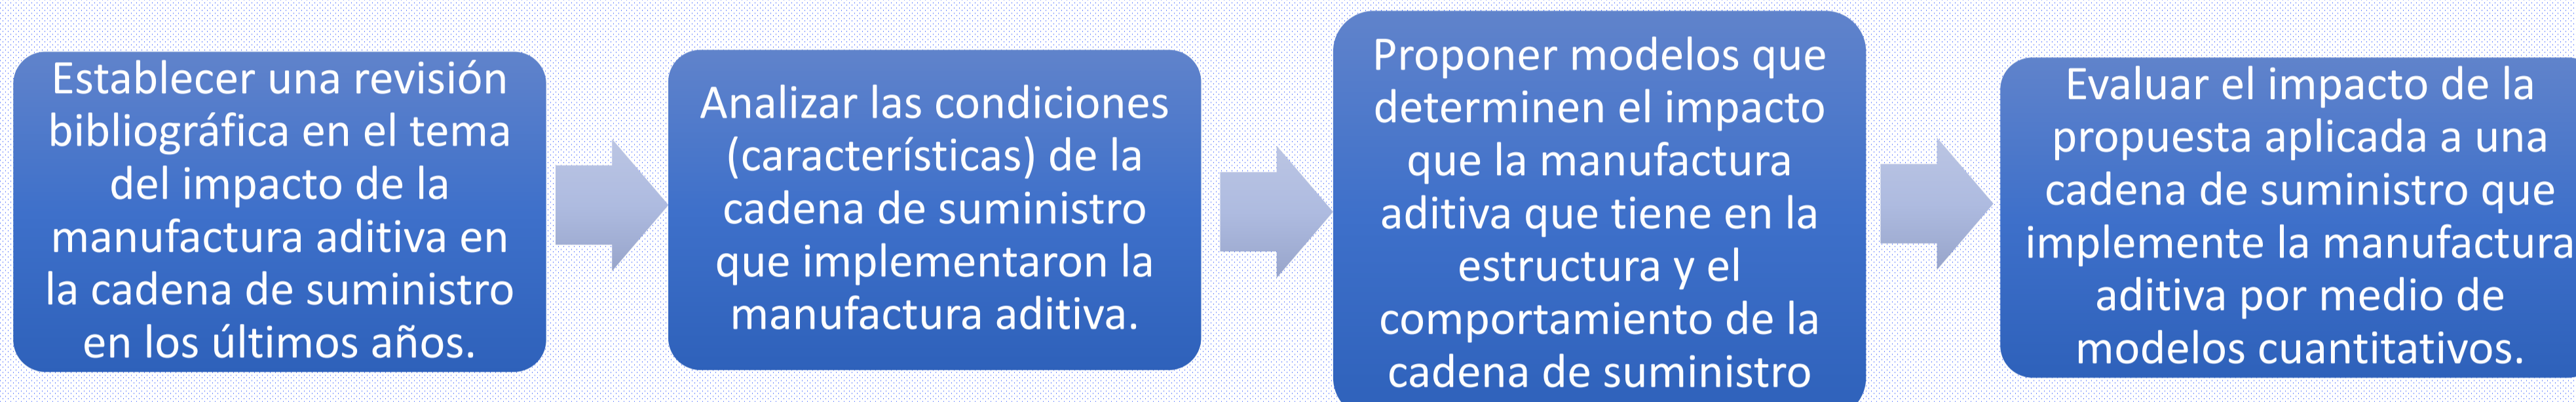 Establecer una revisión
bibliográfica en el tema
del impacto de la
manufactura aditiva en
la cadena de suministro
en los últimos años.
Analizar las condiciones
(características) de la
cadena de suministro
que implementaron la
manufactura aditiva.
Proponer modelos que
determinen el impacto
que la manufactura
aditiva que tiene en la
estructura y el
comportamiento de la
cadena de suministro
Evaluar el impacto de la
propuesta aplicada a una
cadena de suministro que
implemente la manufactura
aditiva por medio de
modelos cuantitativos.